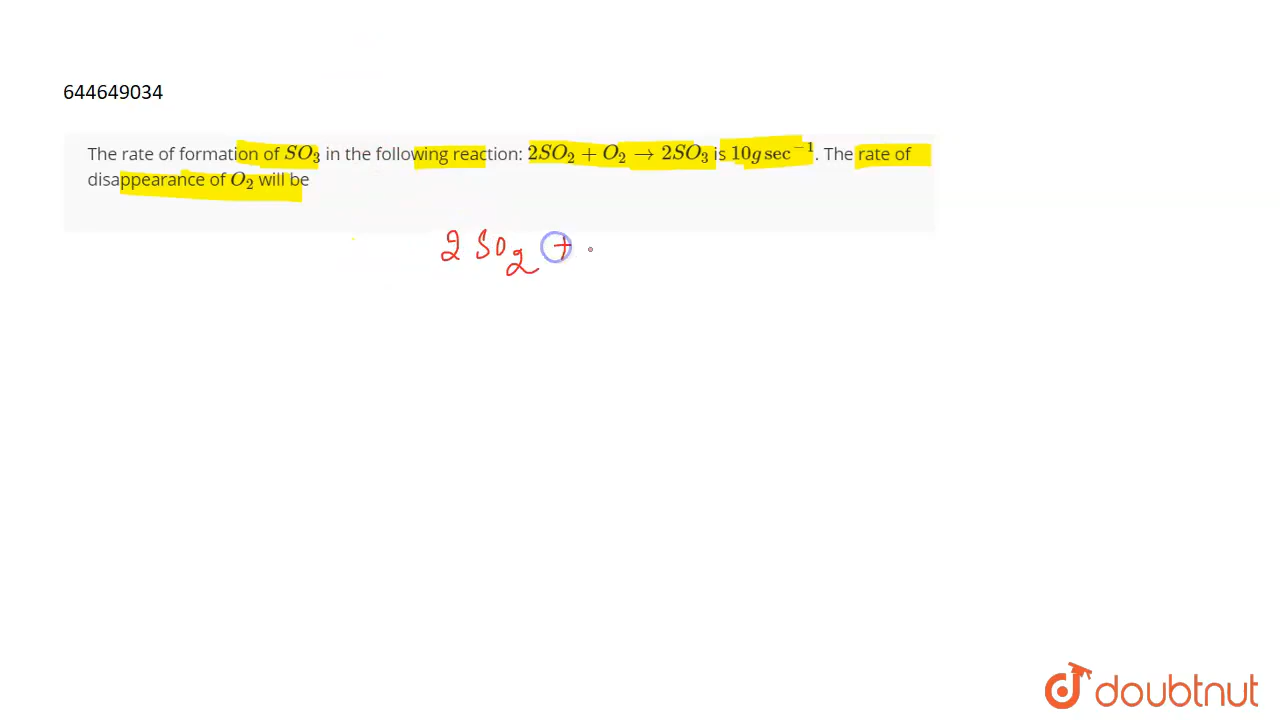 644649034
The rate of formation of SO₃ in the following reaction: 2SO₂ + O₂ → 2SO₃ is 10g sec⁻¹. The rate of
disappearance of O₂ will be
2 SO₂ +
doubtnut